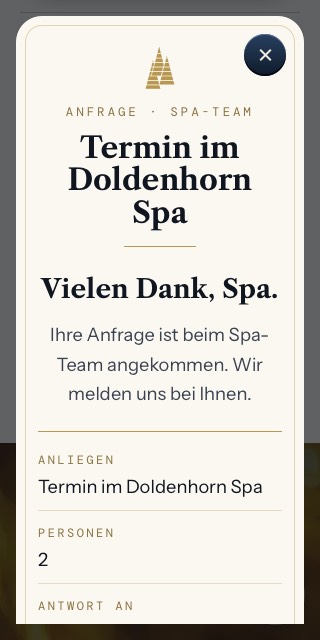 ANFRAGE · SPA-TEAM
Termin im
Doldenhorn
Spa
Vielen Dank, Spa.
Ihre Anfrage ist beim Spa-
Team angekommen. Wir
melden uns bei Ihnen.
ANLIEGEN
Termin im Doldenhorn Spa
PERSONEN
2
ANTWORT AN